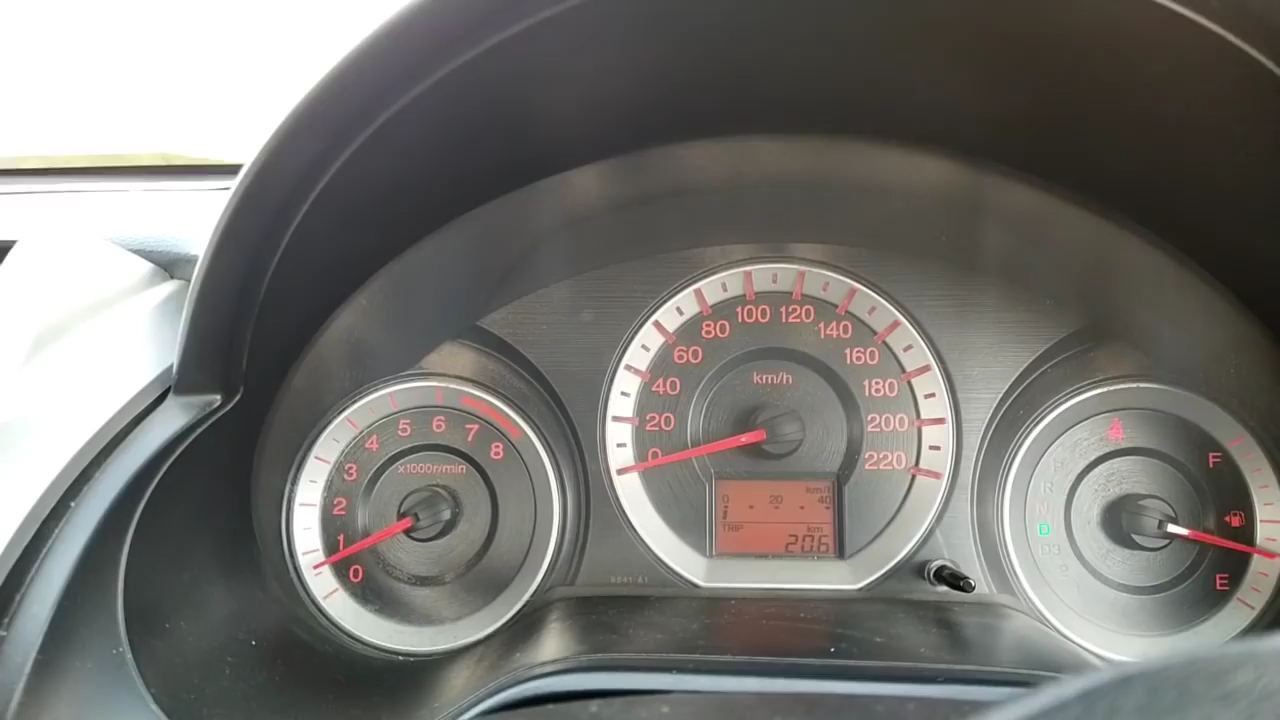 0 1 2 3 4 5 6 7 8
x1000r/min
0 20 40 60 80 100 120 140 160 180 200 220
km/h
km/l
0 20 40
TRIP km
20.6
F
E
P
R
N
D
D3